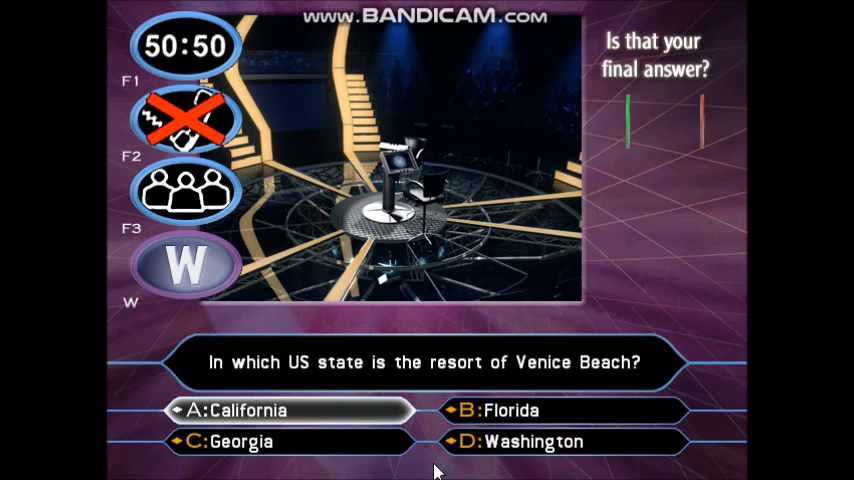 www.BANDICAM.com
50:50
F1
F2
F3
W
W
Is that your
final answer?
In which US state is the resort of Venice Beach?
A:California
B:Florida
C:Georgia
D:Washington